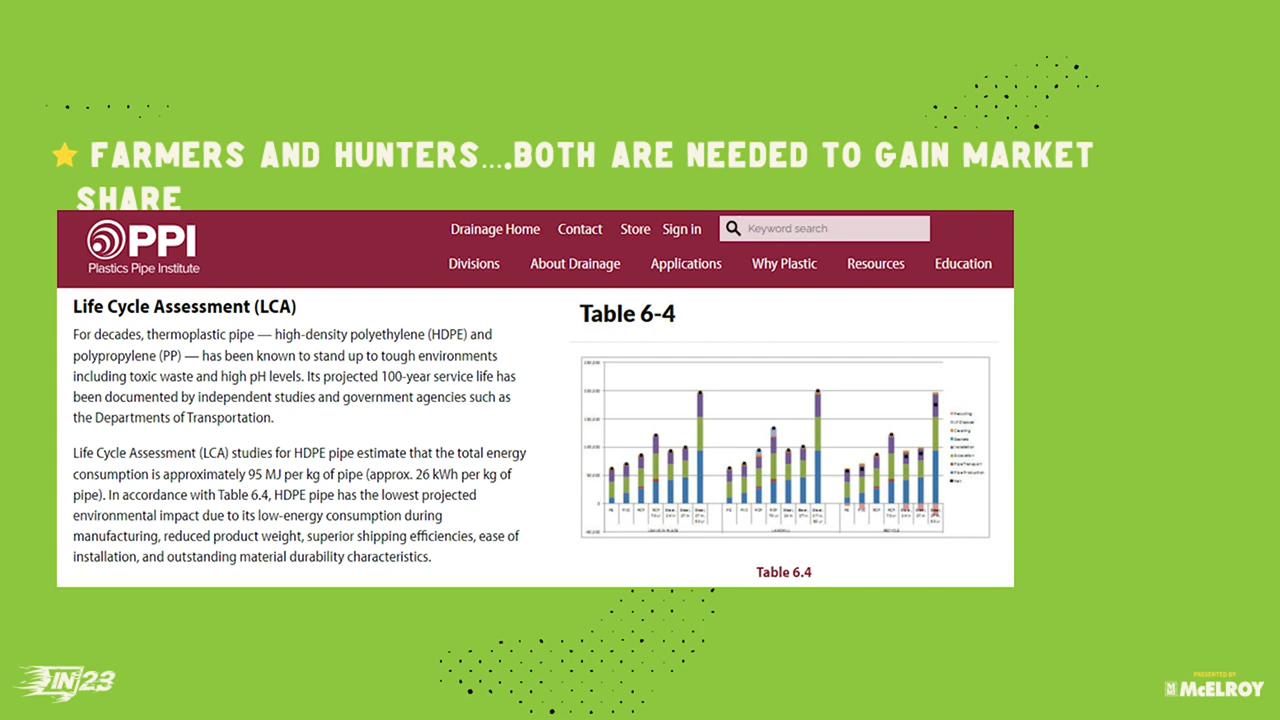 FARMERS AND HUNTERS....BOTH ARE NEEDED TO GAIN MARKET
SHARE
PPI
Plastics Pipe Institute
Drainage Home Contact Store Sign in Keyword search
Divisions About Drainage Applications Why Plastic Resources Education
Life Cycle Assessment (LCA)
For decades, thermoplastic pipe — high-density polyethylene (HDPE) and
polypropylene (PP) — has been known to stand up to tough environments
including toxic waste and high pH levels. Its projected 100-year service life has
been documented by independent studies and government agencies such as
the Departments of Transportation.
Life Cycle Assessment (LCA) studies for HDPE pipe estimate that the total energy
consumption is approximately 95 MJ per kg of pipe (approx. 26 kWh per kg of
pipe). In accordance with Table 6.4, HDPE pipe has the lowest projected
environmental impact due to its low-energy consumption during
manufacturing, reduced product weight, superior shipping efficiencies, ease of
installation, and outstanding material durability characteristics.
Table 6-4
Table 6.4
IN23
PRESENTED BY
McELROY